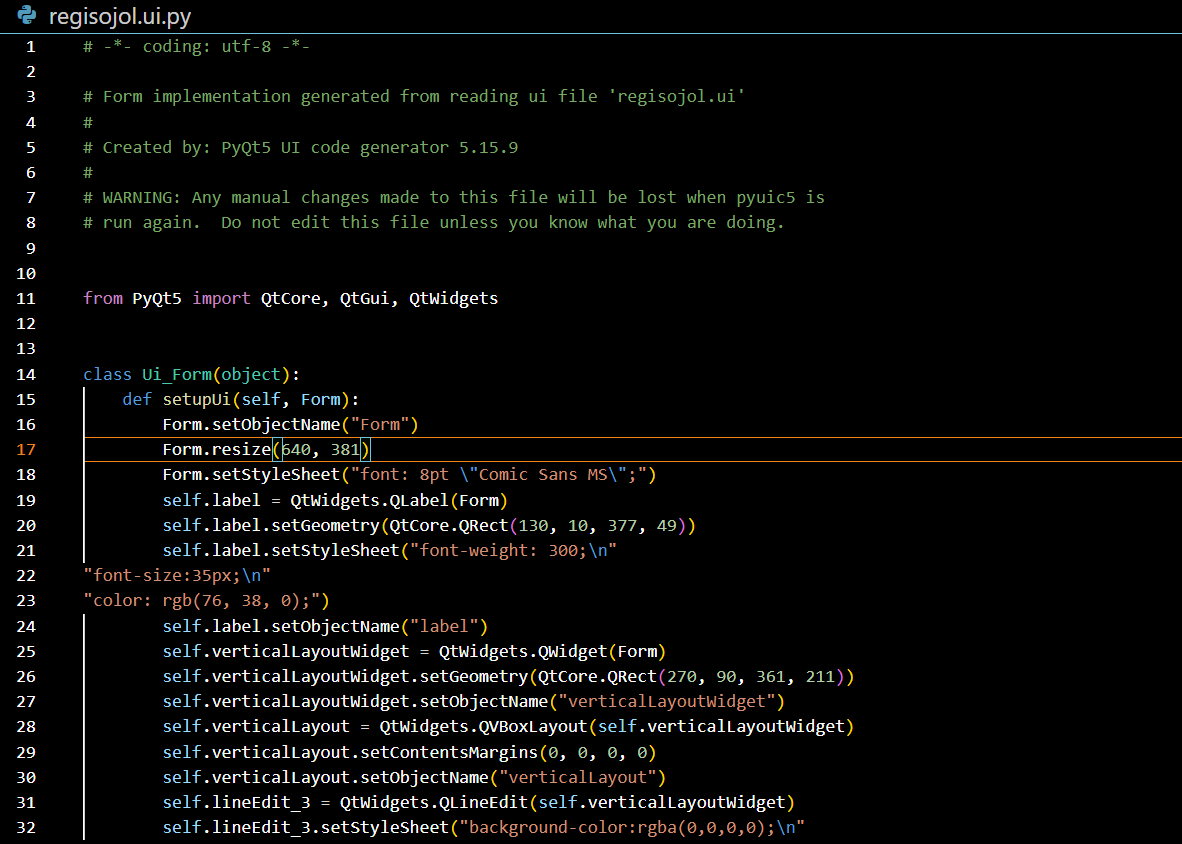 regisojol.ui.py
1 # -*- coding: utf-8 -*-
2
3 # Form implementation generated from reading ui file 'regisojol.ui'
4 #
5 # Created by: PyQt5 UI code generator 5.15.9
6 #
7 # WARNING: Any manual changes made to this file will be lost when pyuic5 is
8 # run again.  Do not edit this file unless you know what you are doing.
9
10
11 from PyQt5 import QtCore, QtGui, QtWidgets
12
13
14 class Ui_Form(object):
15     def setupUi(self, Form):
16         Form.setObjectName("Form")
17         Form.resize(640, 381)
18         Form.setStyleSheet("font: 8pt \"Comic Sans MS\";")
19         self.label = QtWidgets.QLabel(Form)
20         self.label.setGeometry(QtCore.QRect(130, 10, 377, 49))
21         self.label.setStyleSheet("font-weight: 300;\n"
22 "font-size:35px;\n"
23 "color: rgb(76, 38, 0);")
24         self.label.setObjectName("label")
25         self.verticalLayoutWidget = QtWidgets.QWidget(Form)
26         self.verticalLayoutWidget.setGeometry(QtCore.QRect(270, 90, 361, 211))
27         self.verticalLayoutWidget.setObjectName("verticalLayoutWidget")
28         self.verticalLayout = QtWidgets.QVBoxLayout(self.verticalLayoutWidget)
29         self.verticalLayout.setContentsMargins(0, 0, 0, 0)
30         self.verticalLayout.setObjectName("verticalLayout")
31         self.lineEdit_3 = QtWidgets.QLineEdit(self.verticalLayoutWidget)
32         self.lineEdit_3.setStyleSheet("background-color:rgba(0,0,0,0);\n"